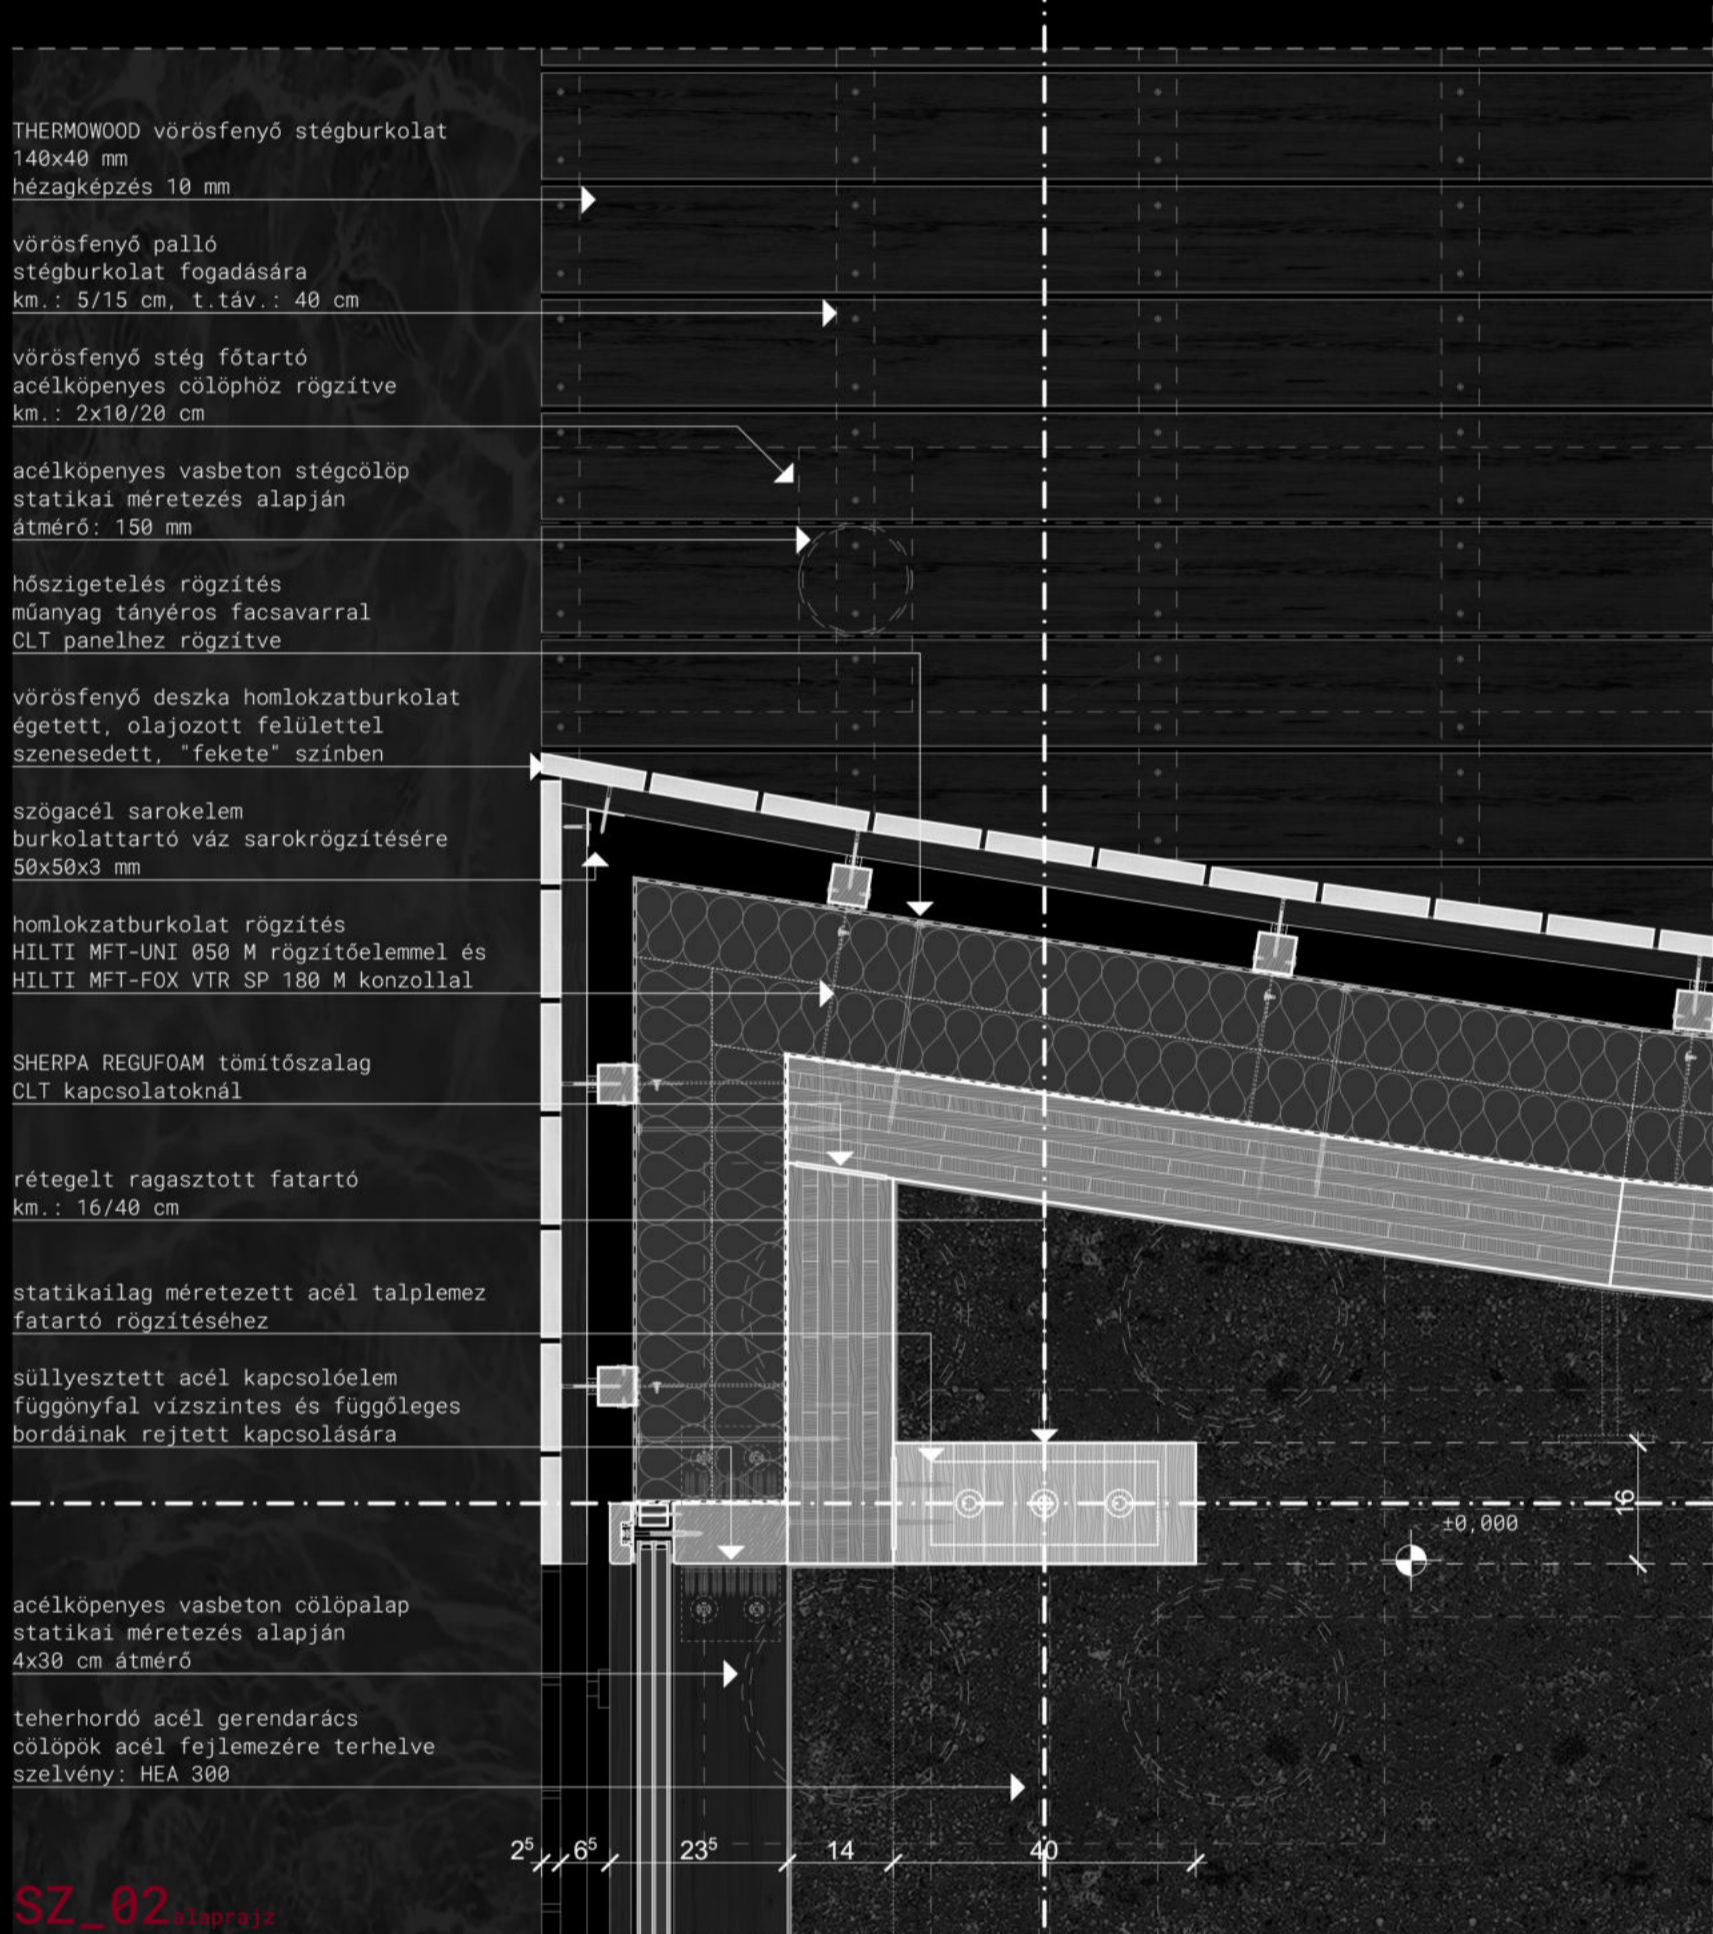 THERMOWOOD vörösfenyő stégburkolat
140x40 mm
hézagképzés 10 mm
vörösfenyő palló
stégburkolat fogadására
km.: 5/15 cm, t.táv.: 40 cm
vörösfenyő stég főtartó
acélköpenyes cölöphöz rögzítve
km.: 2x10/20 cm
acélköpenyes vasbeton stégcölöp
statikai méretezés alapján
átmérő: 150 mm
hőszigetelés rögzítés
műanyag tányéros facsavarral
CLT panelhez rögzítve
vörösfenyő deszka homlokzatburkolat
égetett, olajozott felülettel
szenesedett, "fekete" színben
szögacél sarokelem
burkolattartó váz sarokrögzítésére
50x50x3 mm
homlokzatburkolat rögzítés
HILTI MFT-UNI 050 M rögzítőelemmel és
HILTI MFT-FOX VTR SP 180 M konzollal
SHERPA REGUFOAM tömítőszalag
CLT kapcsolatoknál
rétegelt ragasztott fatartó
km.: 16/40 cm
statikailag méretezett acél talplemez
fatartó rögzítéséhez
süllyesztett acél kapcsolóelem
függönyfal vízszintes és függőleges
bordáinak rejtett kapcsolására
16
±0,000
acélköpenyes vasbeton cölöpalap
statikai méretezés alapján
4x30 cm átmérő
teherhordó acél gerendarács
cölöpök acél fejlemezére terhelve
szelvény: HEA 300
2⁵ 6⁵ 23⁵ 14 40
SZ_02 alaprajz